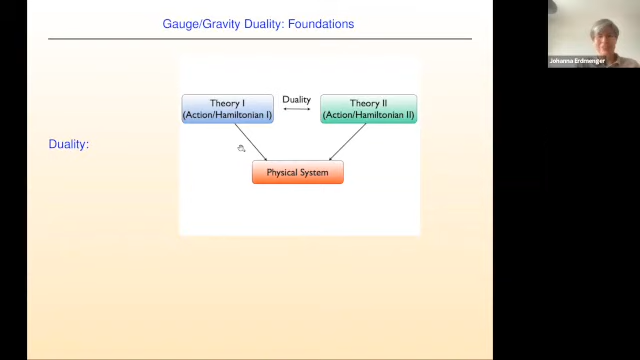 Gauge/Gravity Duality: Foundations
Johanna Erdmenger
Theory I
(Action/Hamiltonian I)
Duality
Theory II
(Action/Hamiltonian II)
Duality:
Physical System